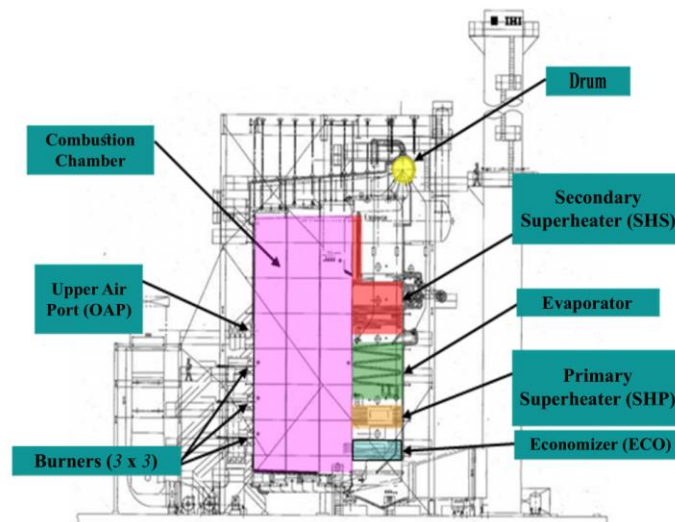 IHI
Drum
Combustion
Chamber
Secondary
Superheater (SHS)
Upper Air
Port (OAP)
Evaporator
Primary
Superheater (SHP)
Burners (3 x 3)
Economizer (ECO)